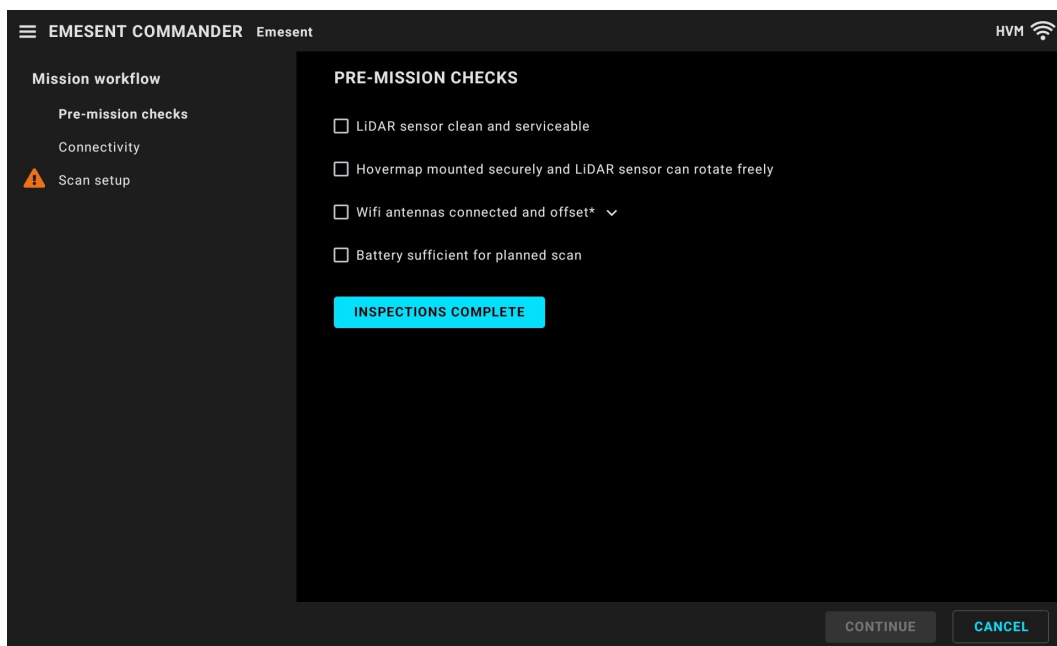 EMESENT COMMANDER Emesent
HVM
Mission workflow
Pre-mission checks
Connectivity
Scan setup
PRE-MISSION CHECKS
LiDAR sensor clean and serviceable
Hovermap mounted securely and LiDAR sensor can rotate freely
Wifi antennas connected and offset*
Battery sufficient for planned scan
INSPECTIONS COMPLETE
CONTINUE
CANCEL